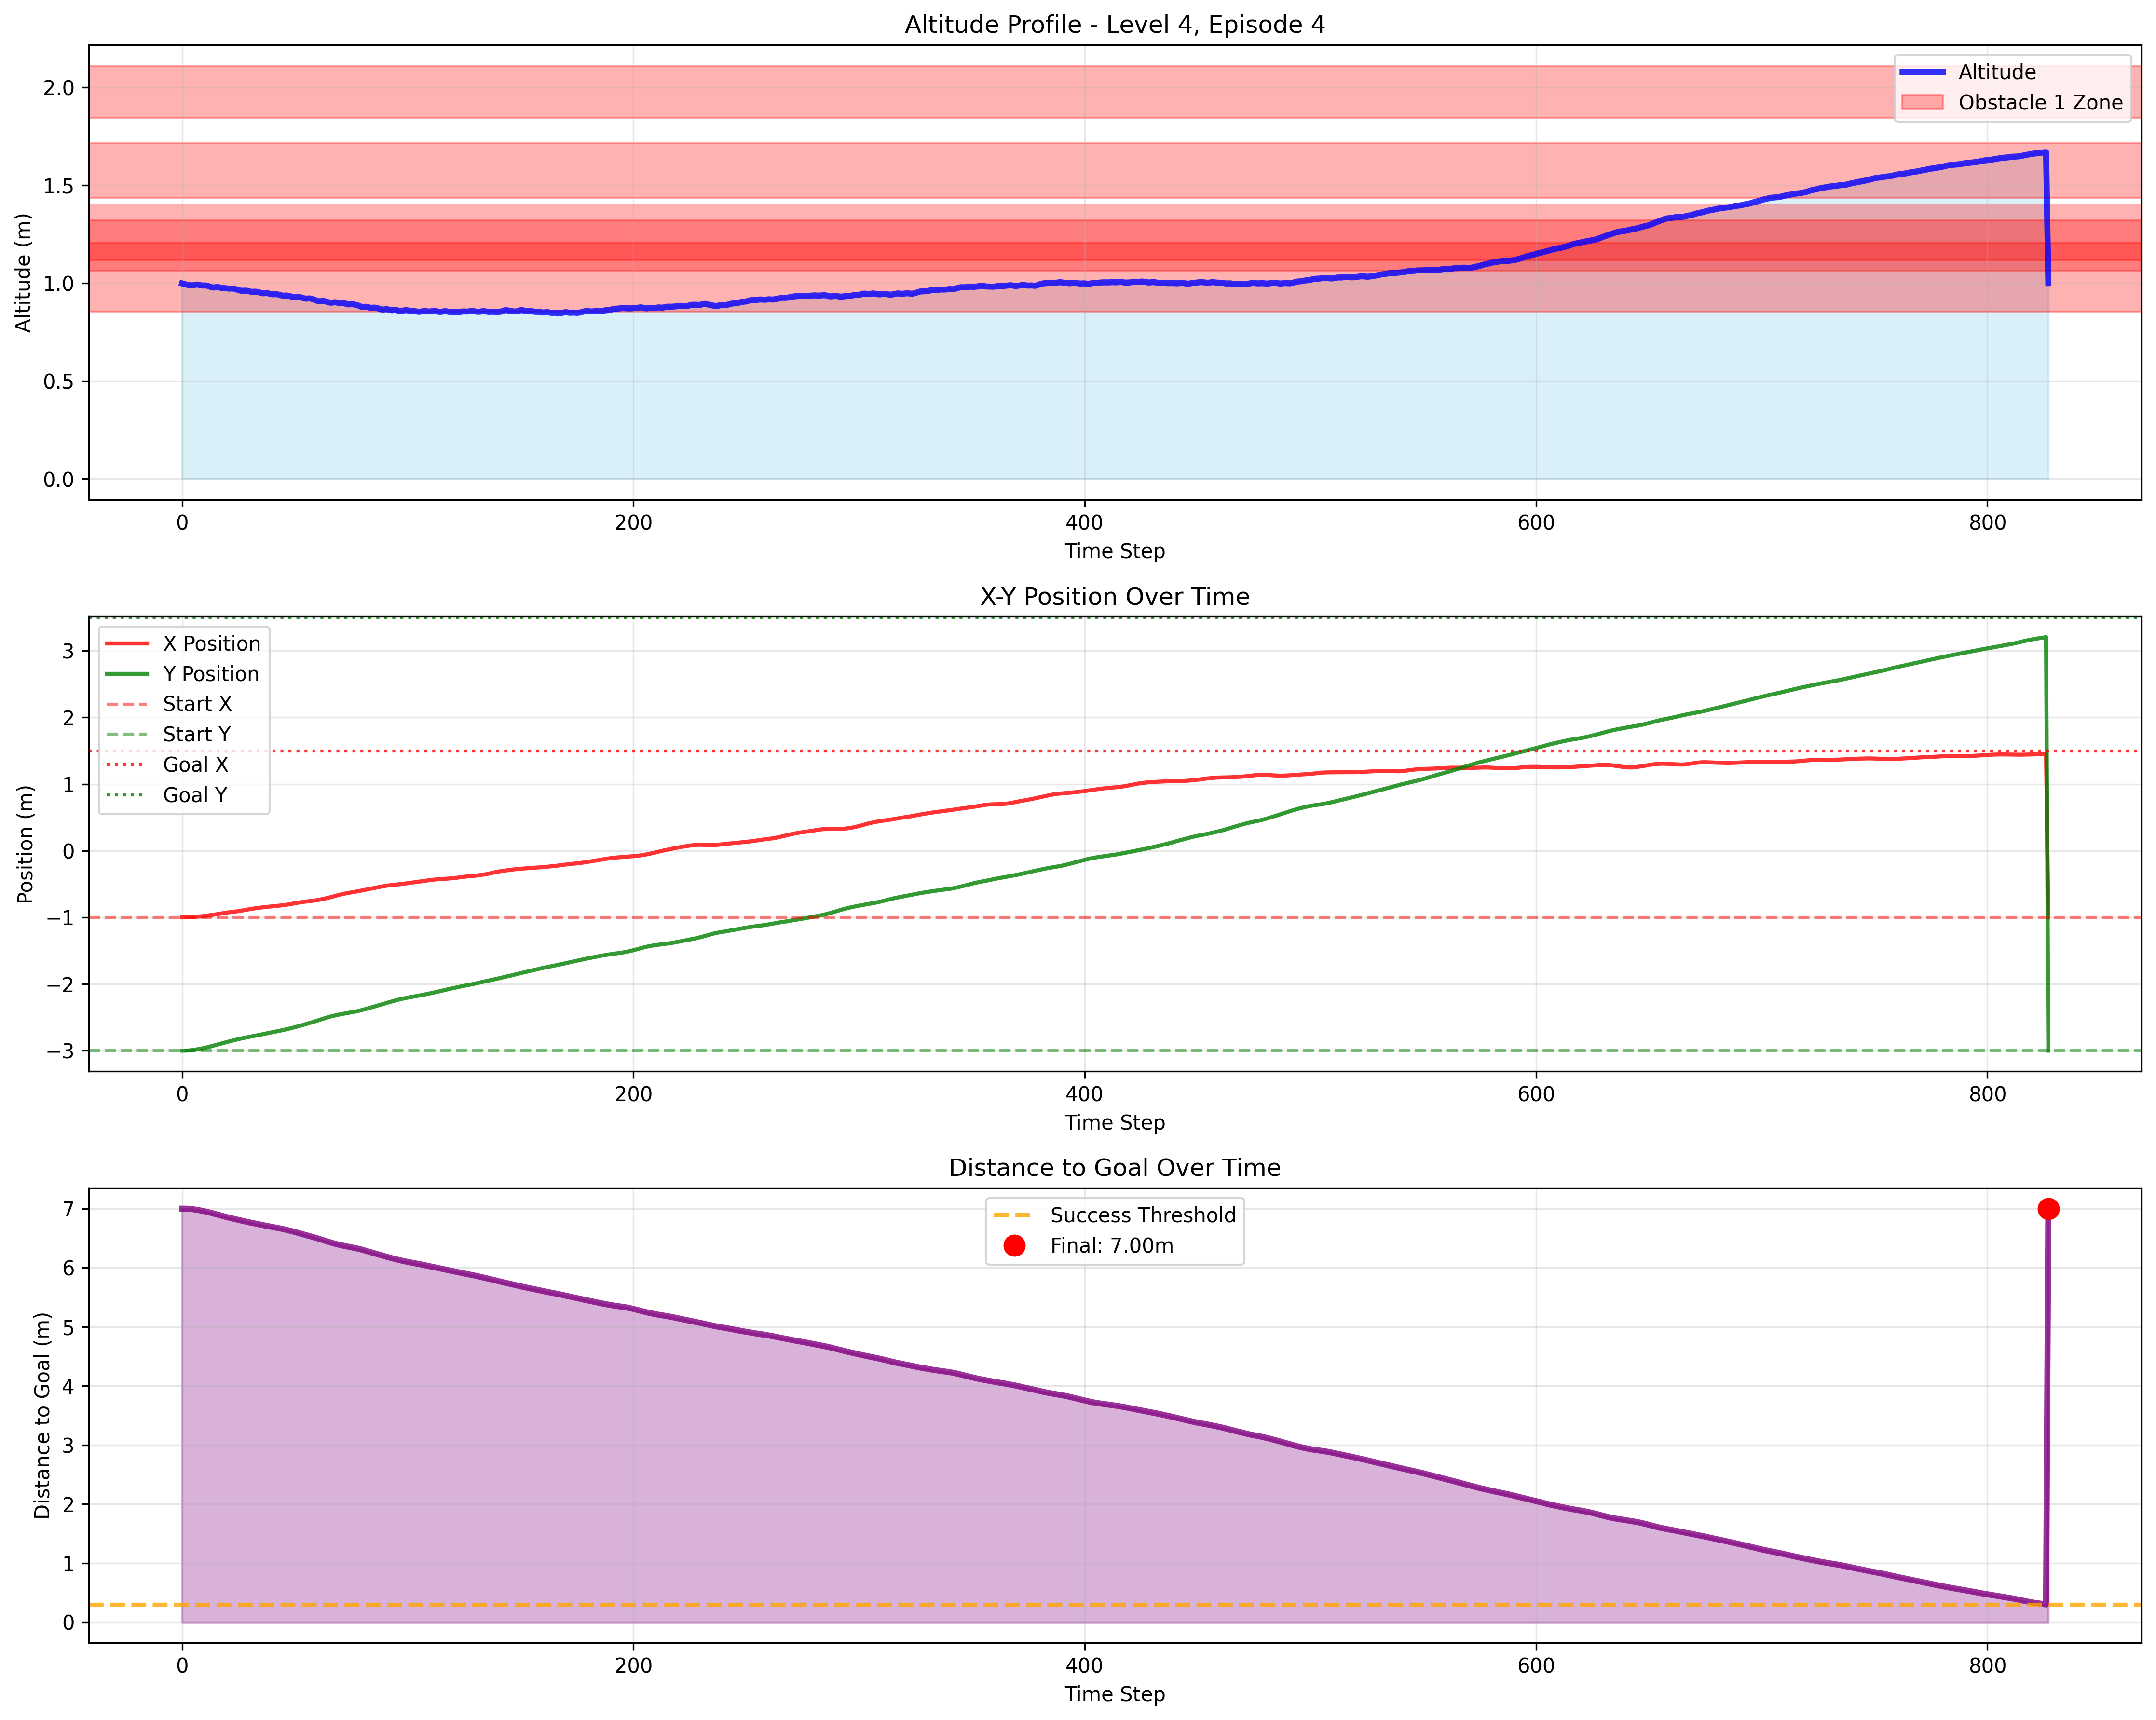 Altitude Profile - Level 4, Episode 4
Altitude (m)
2.0
1.5
1.0
0.5
0.0
Altitude
Obstacle 1 Zone
0 200 400 600 800
Time Step
X-Y Position Over Time
Position (m)
3
2
1
0
−1
−2
−3
X Position
Y Position
Start X
Start Y
Goal X
Goal Y
0 200 400 600 800
Time Step
Distance to Goal Over Time
Distance to Goal (m)
7
6
5
4
3
2
1
0
Success Threshold
Final: 7.00m
0 200 400 600 800
Time Step